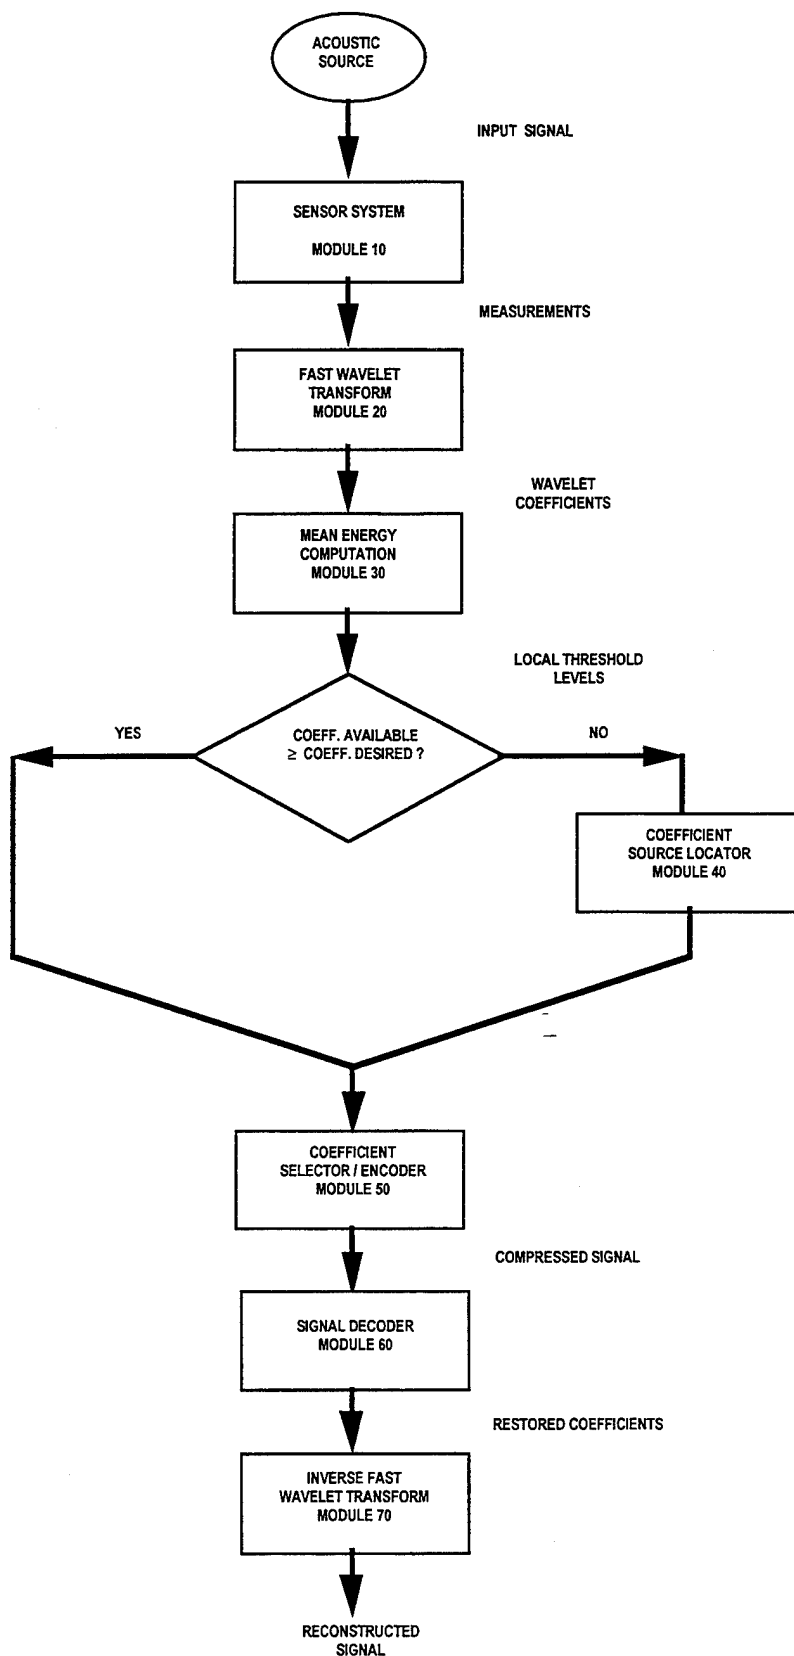 ACOUSTIC
SOURCE
INPUT SIGNAL
SENSOR SYSTEM
MODULE 10
MEASUREMENTS
FAST WAVELET
TRANSFORM
MODULE 20
WAVELET
COEFFICIENTS
MEAN ENERGY
COMPUTATION
MODULE 30
LOCAL THRESHOLD
LEVELS
YES
COEFF. AVAILABLE
≥ COEFF. DESIRED ?
NO
COEFFICIENT
SOURCE LOCATOR
MODULE 40
COEFFICIENT
SELECTOR / ENCODER
MODULE 50
COMPRESSED SIGNAL
SIGNAL DECODER
MODULE 60
RESTORED COEFFICIENTS
INVERSE FAST
WAVELET TRANSFORM
MODULE 70
RECONSTRUCTED
SIGNAL